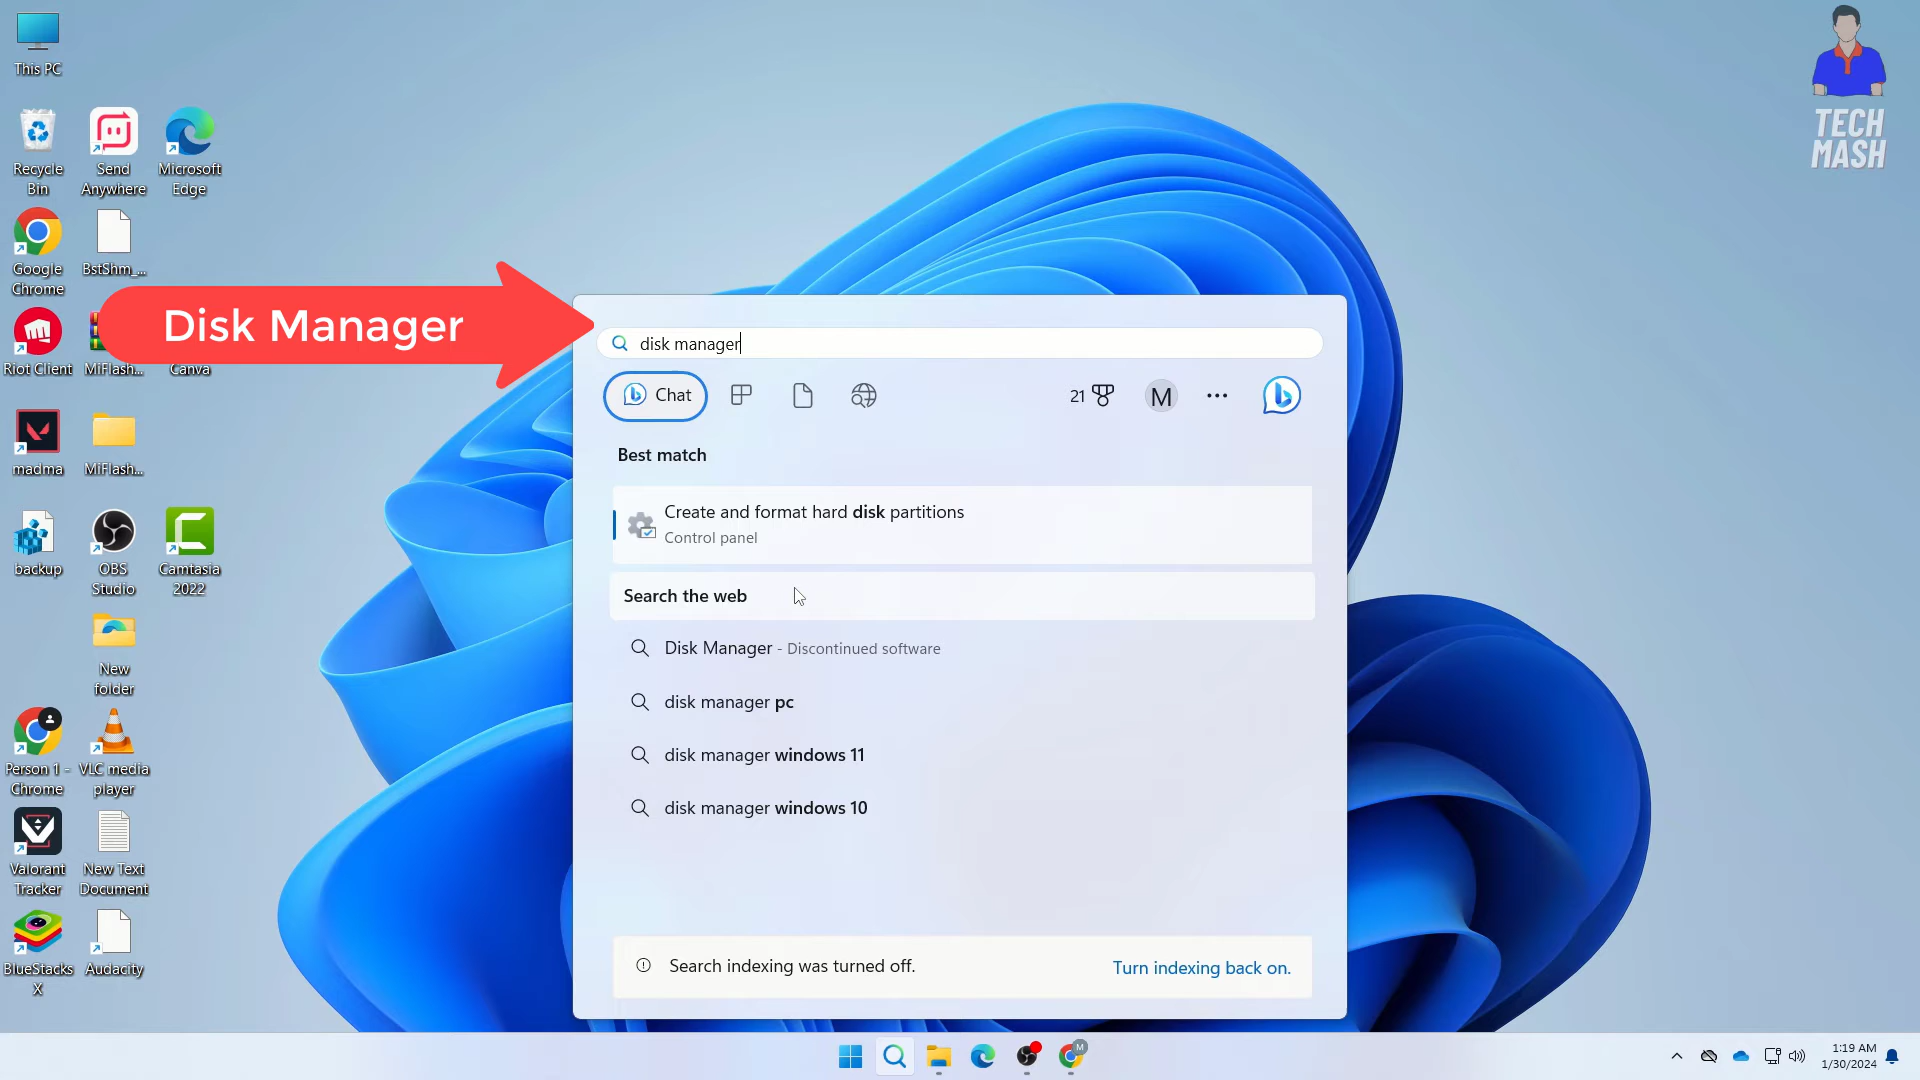 This PC
Recycle
Bin
Send
Anywhere
Microsoft
Edge
Google
Chrome
BstShm_...
Riot Client
MiFlash...
Canva
madma
MiFlash...
backup
OBS
Studio
Camtasia
2022
New
folder
Person 1 -
Chrome
VLC media
player
Valorant
Tracker
New Text
Document
BlueStacks
X
Audacity
Disk Manager
TECH
MASH
disk manager
Chat
21
M
Best match
Create and format hard disk partitions
Control panel
Search the web
Disk Manager - Discontinued software
disk manager pc
disk manager windows 11
disk manager windows 10
Search indexing was turned off.
Turn indexing back on.
M
1:19 AM
1/30/2024